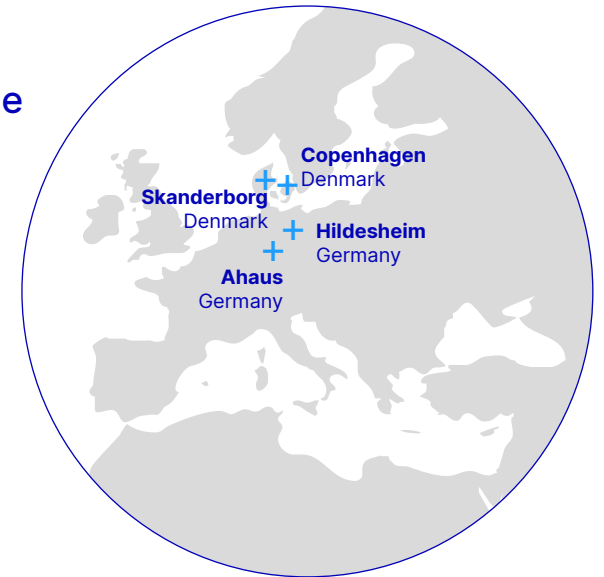 e
Copenhagen
Denmark
Skanderborg
Denmark
Hildesheim
Germany
Ahaus
Germany